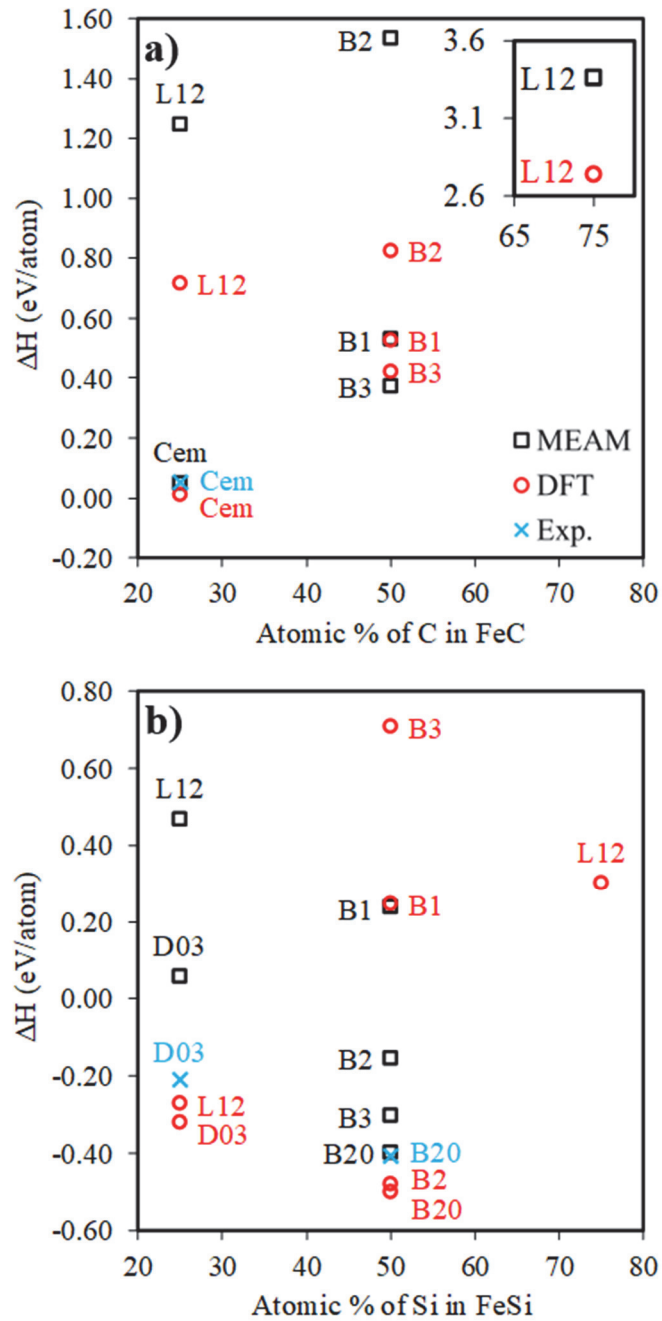 a)
1.60
1.40
1.20
1.00
0.80
0.60
0.40
0.20
0.00
-0.20
ΔH (eV/atom)
B2
L12
3.6
3.1
2.6
L12
L12
65 75
L12
B2
B1 B1
B3 B3
Cem
Cem
Cem
MEAM
DFT
Exp.
20 30 40 50 60 70 80
Atomic % of C in FeC
b)
0.80
0.60
0.40
0.20
0.00
-0.20
-0.40
-0.60
ΔH (eV/atom)
B3
L12
L12
B1 B1
D03
D03
B2
L12
D03
B3
B20 B20
B2
B20
20 30 40 50 60 70 80
Atomic % of Si in FeSi